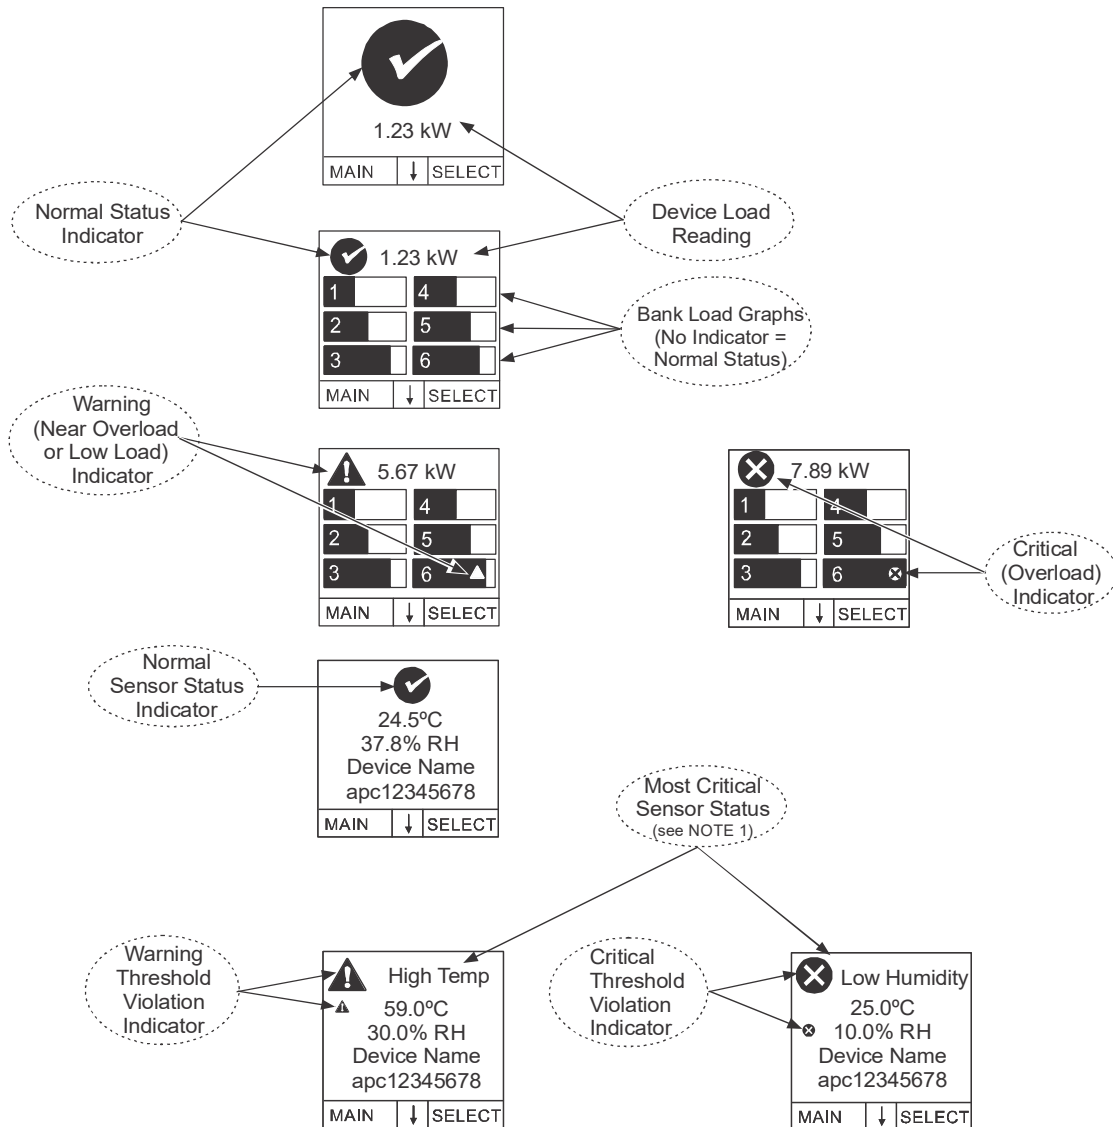 1.23 kW
MAIN ↓ SELECT
Normal Status
Indicator
Device Load
Reading
1.23 kW
1 4
2 5
3 6
MAIN ↓ SELECT
Bank Load Graphs
(No Indicator =
Normal Status)
Warning
(Near Overload
or Low Load)
Indicator
5.67 kW
1 4
2 5
3 6
MAIN ↓ SELECT
7.89 kW
1 4
2 5
3 6
MAIN ↓ SELECT
Critical
(Overload)
Indicator
Normal
Sensor Status
Indicator
24.5ºC
37.8% RH
Device Name
apc12345678
MAIN ↓ SELECT
Most Critical
Sensor Status
(see NOTE 1)
Warning
Threshold
Violation
Indicator
High Temp
59.0ºC
30.0% RH
Device Name
apc12345678
MAIN ↓ SELECT
Critical
Threshold
Violation
Indicator
Low Humidity
25.0ºC
10.0% RH
Device Name
apc12345678
MAIN ↓ SELECT